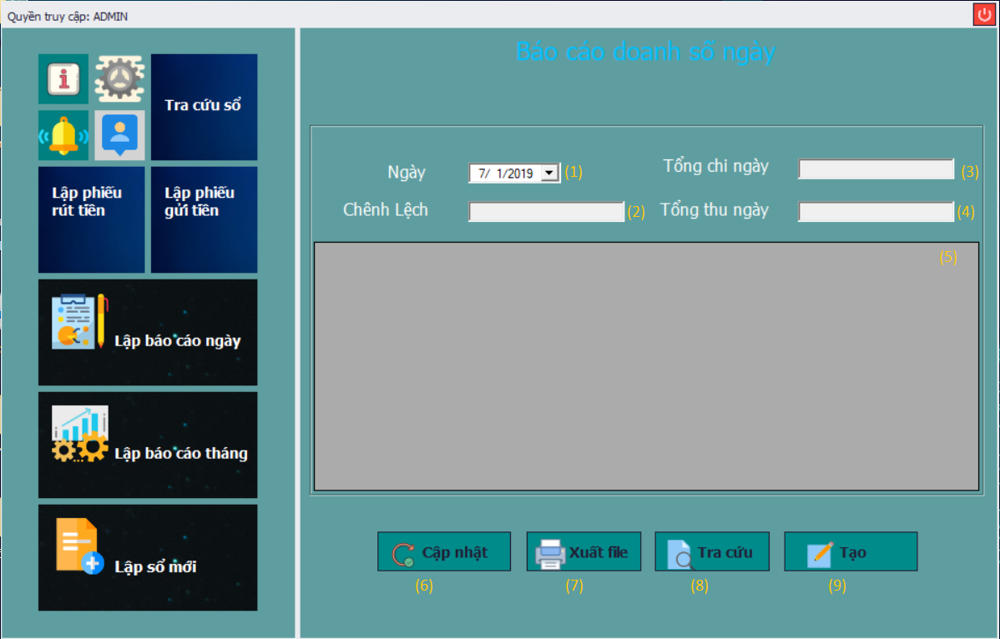 Quyền truy cập: ADMIN
Báo cáo doanh số ngày
Tra cứu sổ
Lập phiếu
rút tiền
Lập phiếu
gửi tiền
Lập báo cáo ngày
Lập báo cáo tháng
Lập sổ mới
Ngày
7/ 1/2019
(1)
Tổng chi ngày
(3)
Chênh Lệch
(2)
Tổng thu ngày
(4)
(5)
Cập nhật
Xuất file
Tra cứu
Tạo
(6)
(7)
(8)
(9)